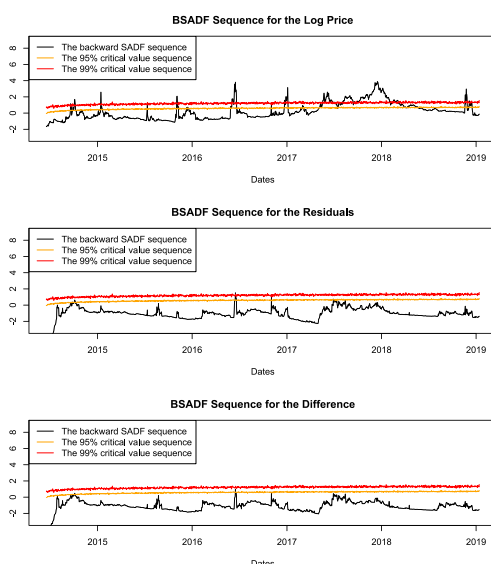 BSADF Sequence for the Log Price
8
6
4
2
0
-2
The backward SADF sequence
The 95% critical value sequence
The 99% critical value sequence
2015 2016 2017 2018 2019
Dates
BSADF Sequence for the Residuals
8
6
4
2
0
-2
The backward SADF sequence
The 95% critical value sequence
The 99% critical value sequence
2015 2016 2017 2018 2019
Dates
BSADF Sequence for the Difference
8
6
4
2
0
-2
The backward SADF sequence
The 95% critical value sequence
The 99% critical value sequence
2015 2016 2017 2018 2019
Dates